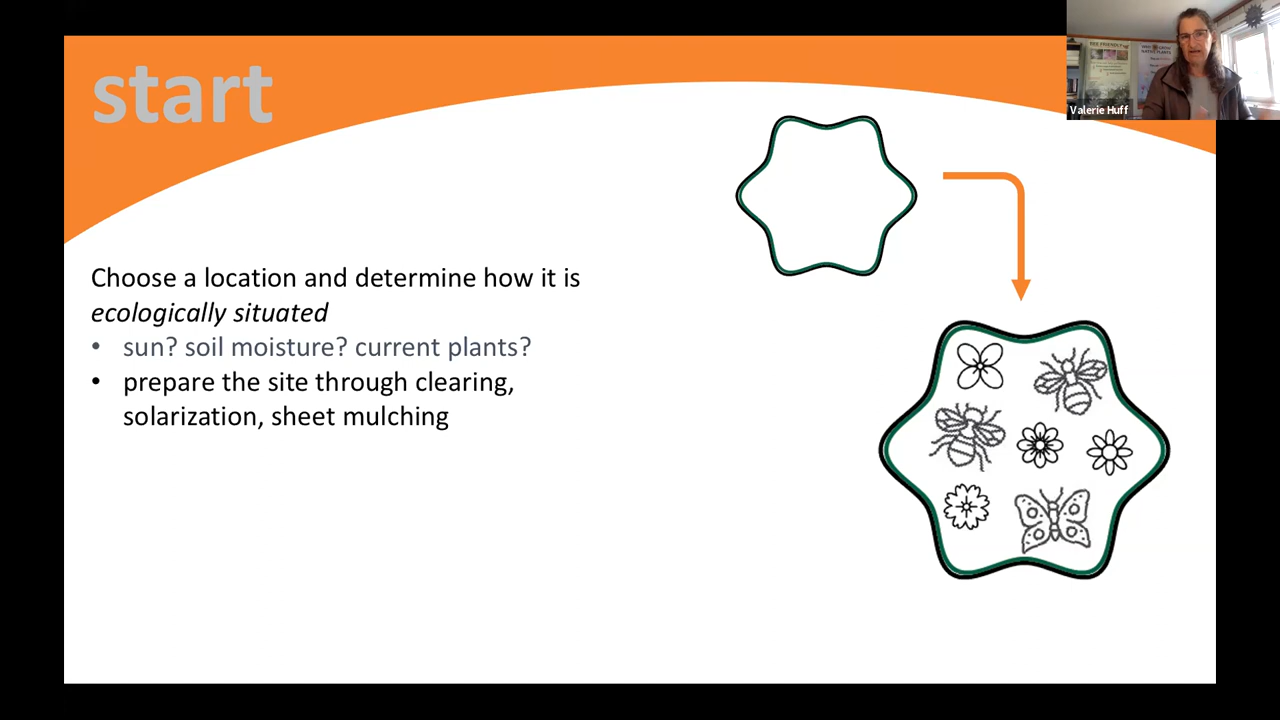 start
Valerie Huff
Choose a location and determine how it is
ecologically situated
• sun? soil moisture? current plants?
• prepare the site through clearing,
solarization, sheet mulching